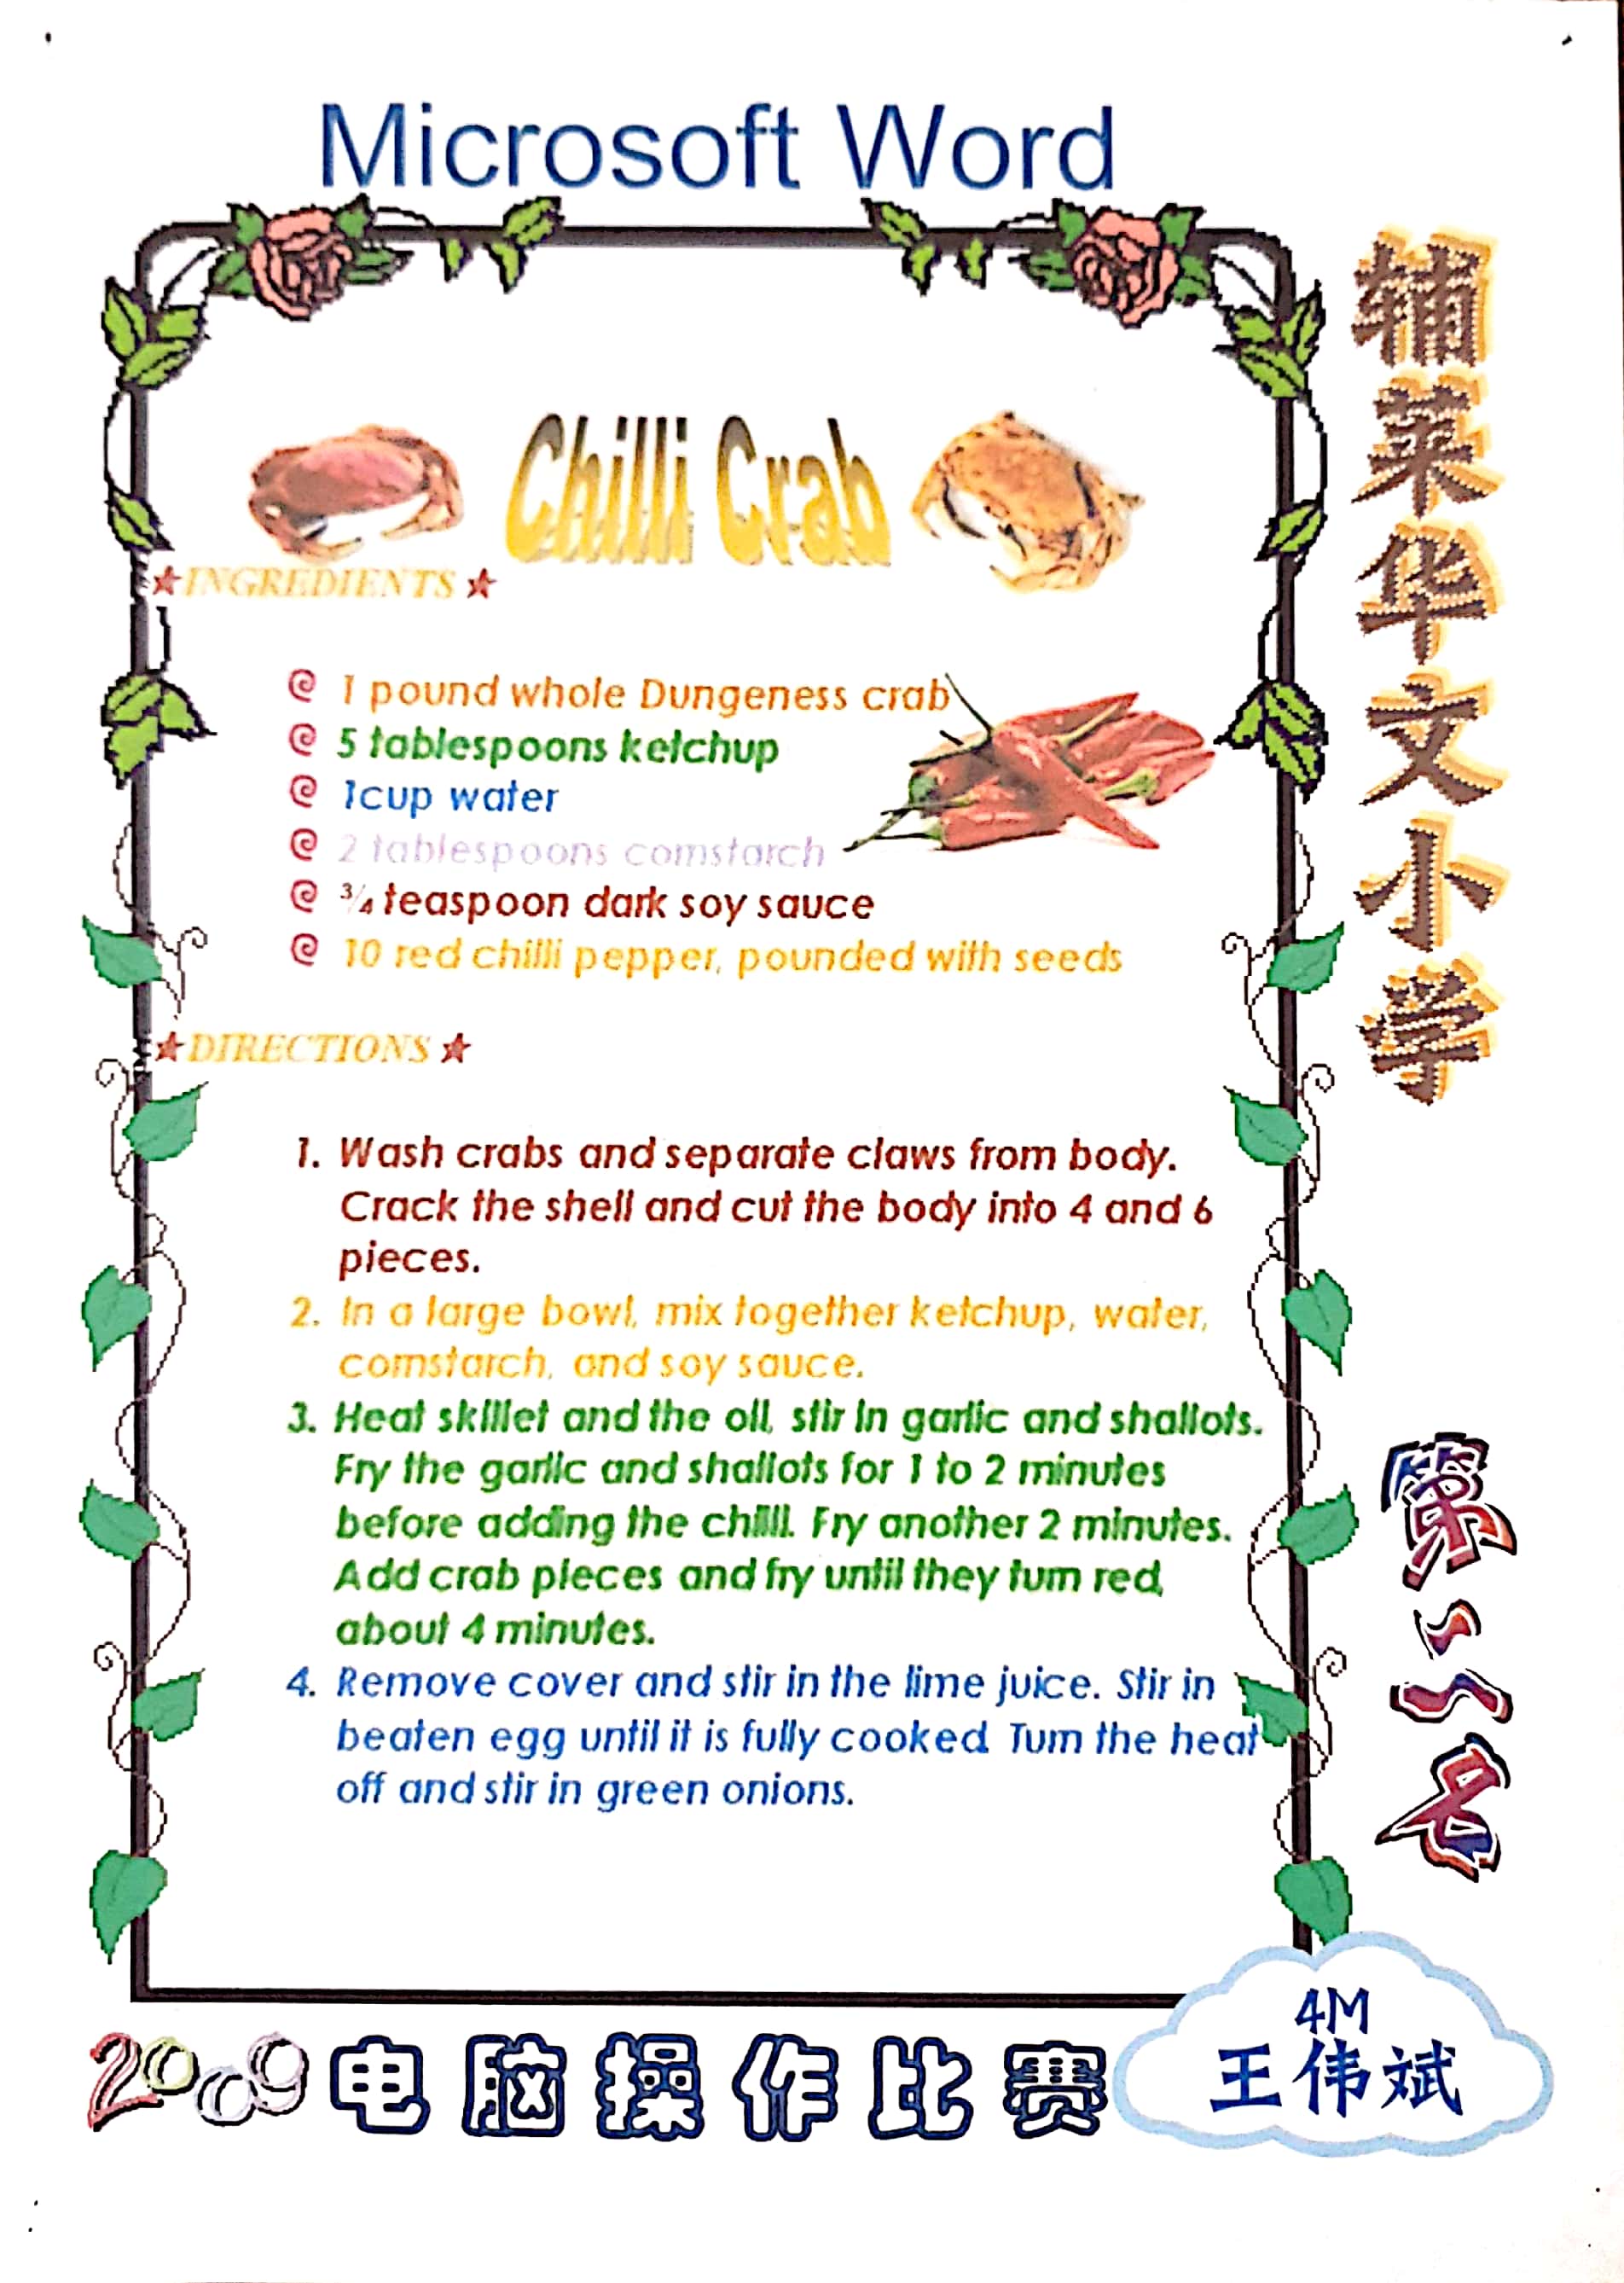 Microsoft Word
Chilli Crab
INGREDIENTS
1 pound whole Dungeness crab
5 tablespoons ketchup
1cup water
2 tablespoons cornstarch
¾ teaspoon dark soy sauce
10 red chilli pepper, pounded with seeds
DIRECTIONS
1. Wash crabs and separate claws from body.
Crack the shell and cut the body into 4 and 6
pieces.
2. In a large bowl, mix together ketchup, water,
cornstarch, and soy sauce.
3. Heat skillet and the oil, stir in garlic and shallots.
Fry the garlic and shallots for 1 to 2 minutes
before adding the chilli. Fry another 2 minutes.
Add crab pieces and fry until they turn red,
about 4 minutes.
4. Remove cover and stir in the lime juice. Stir in
beaten egg until it is fully cooked. Turn the heat
off and stir in green onions.
辅莱华文小学
第二名
2009电脑操作比赛
4M
王伟斌